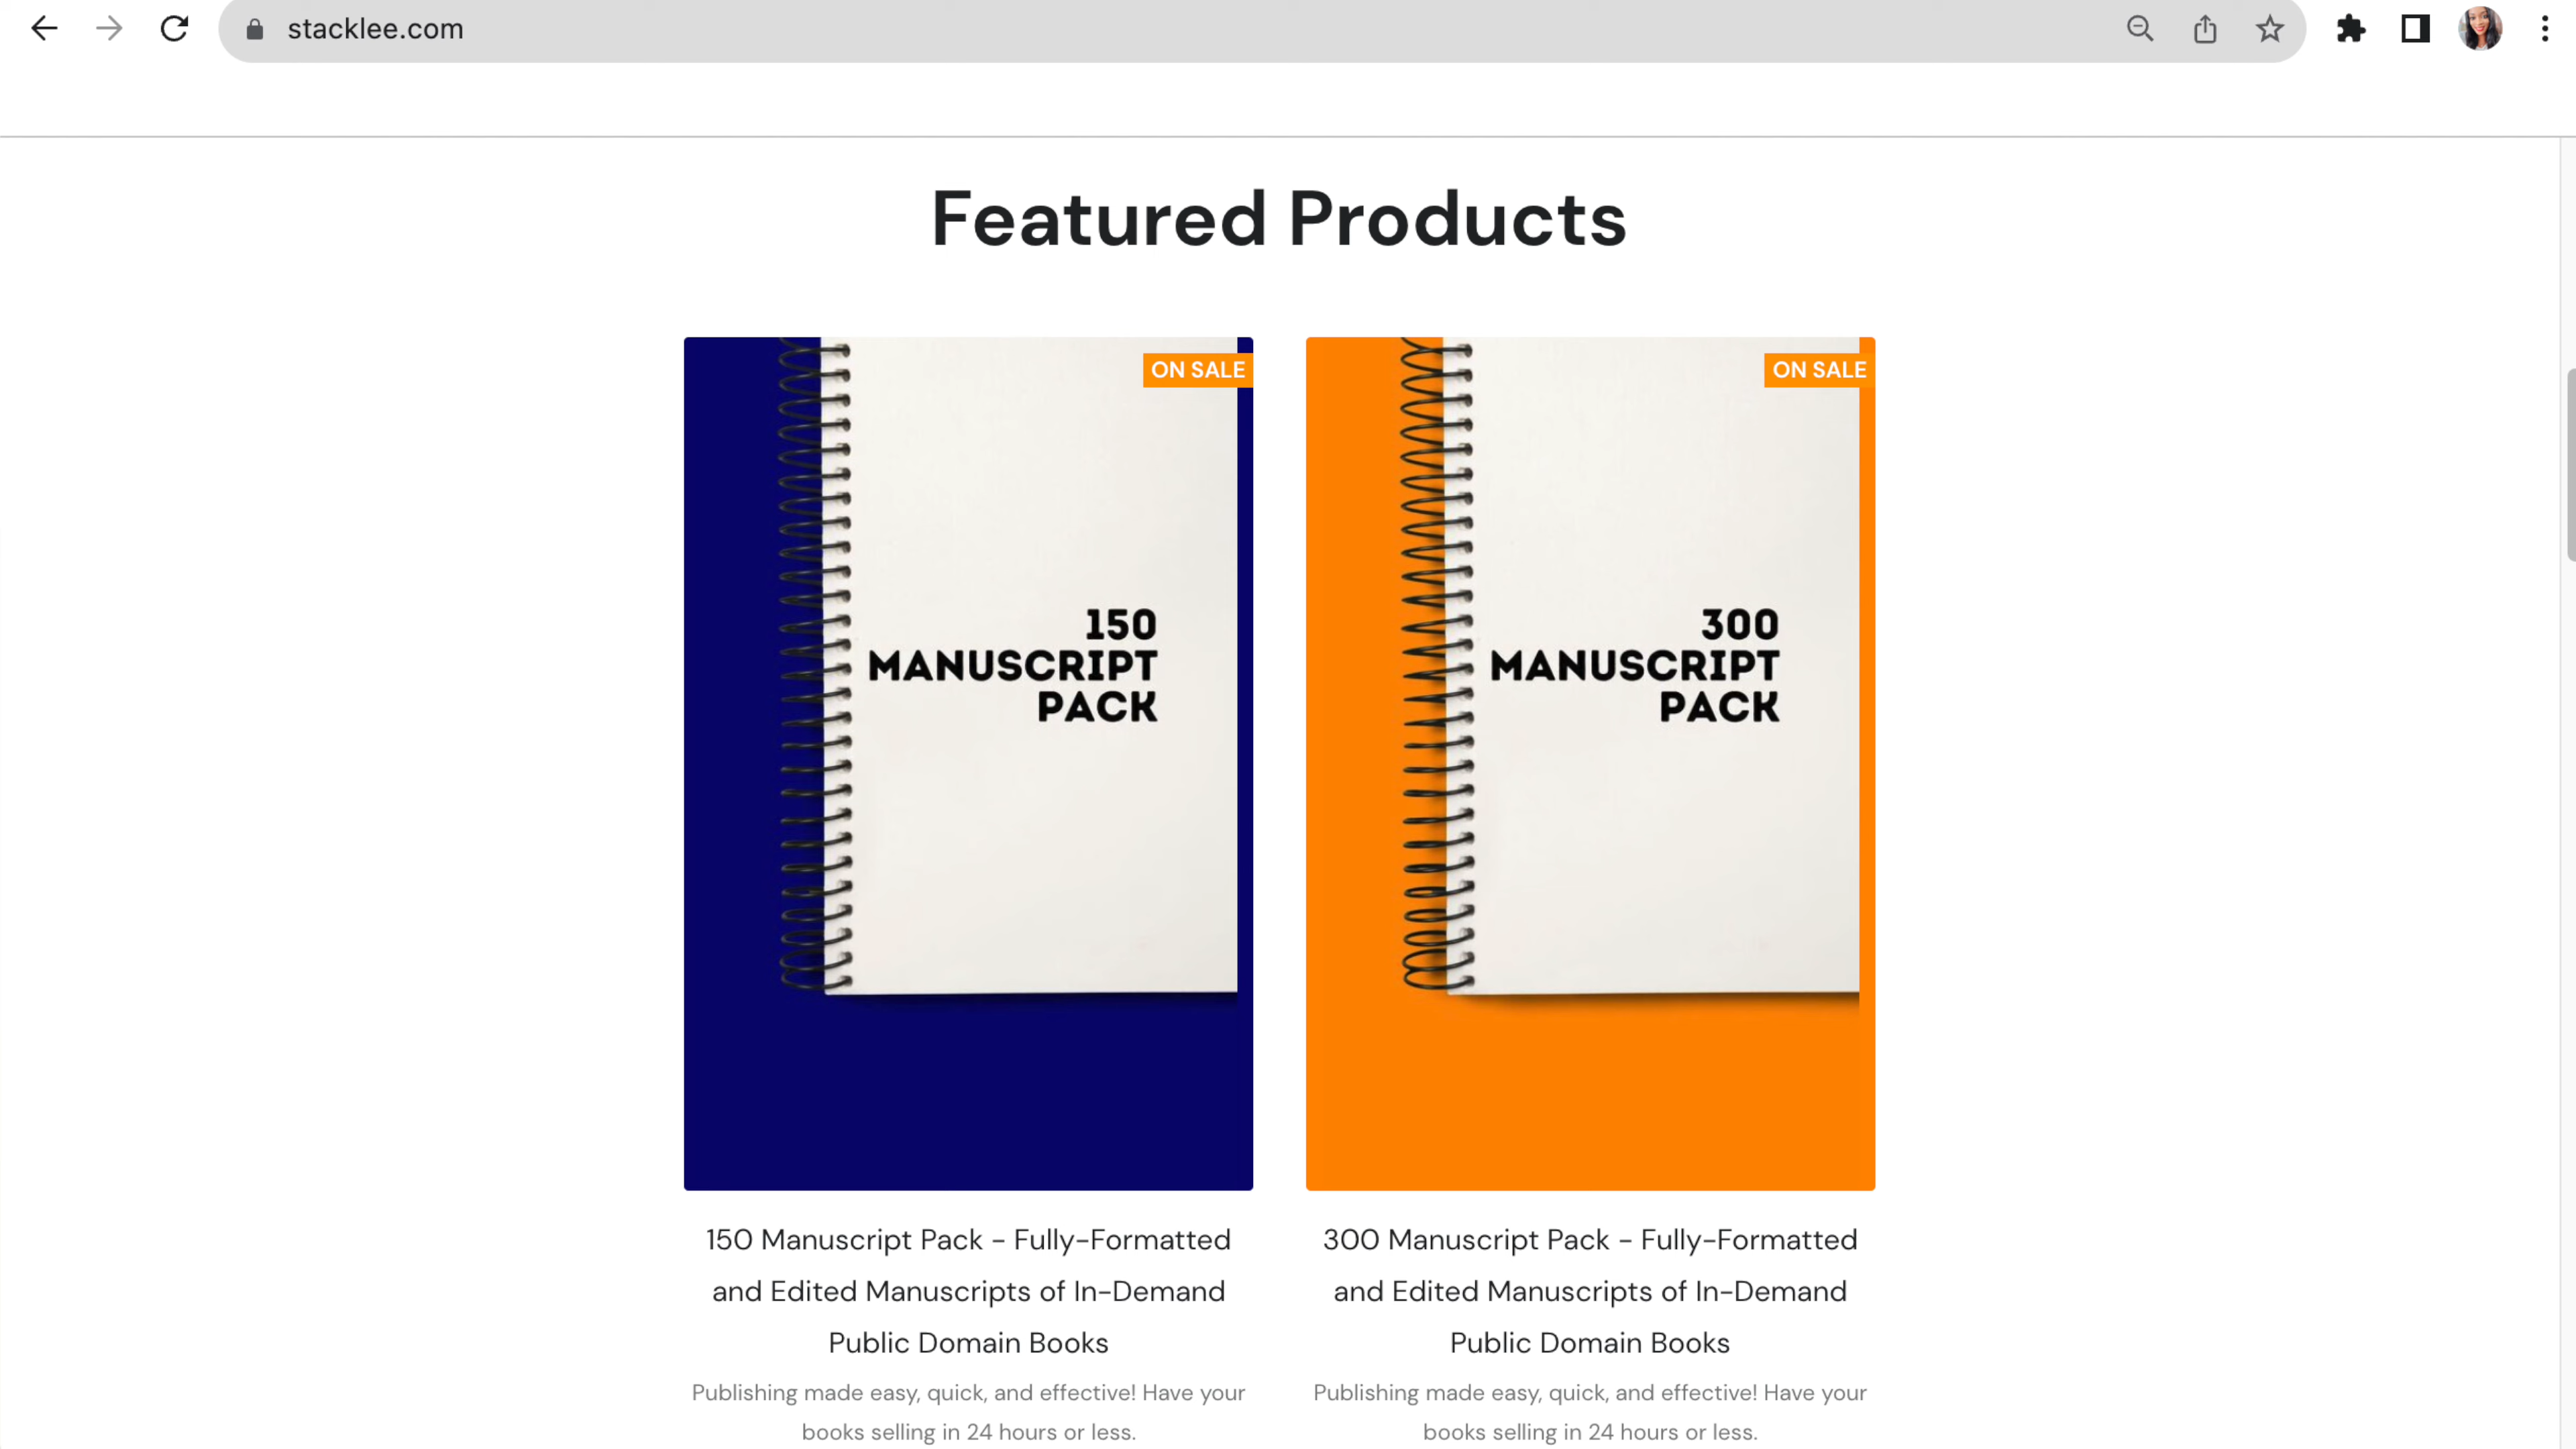 stacklee.com
Featured Products
ON SALE
150
MANUSCRIPT
PACK
150 Manuscript Pack - Fully-Formatted
and Edited Manuscripts of In-Demand
Public Domain Books
Publishing made easy, quick, and effective! Have your
books selling in 24 hours or less.
ON SALE
300
MANUSCRIPT
PACK
300 Manuscript Pack - Fully-Formatted
and Edited Manuscripts of In-Demand
Public Domain Books
Publishing made easy, quick, and effective! Have your
books selling in 24 hours or less.